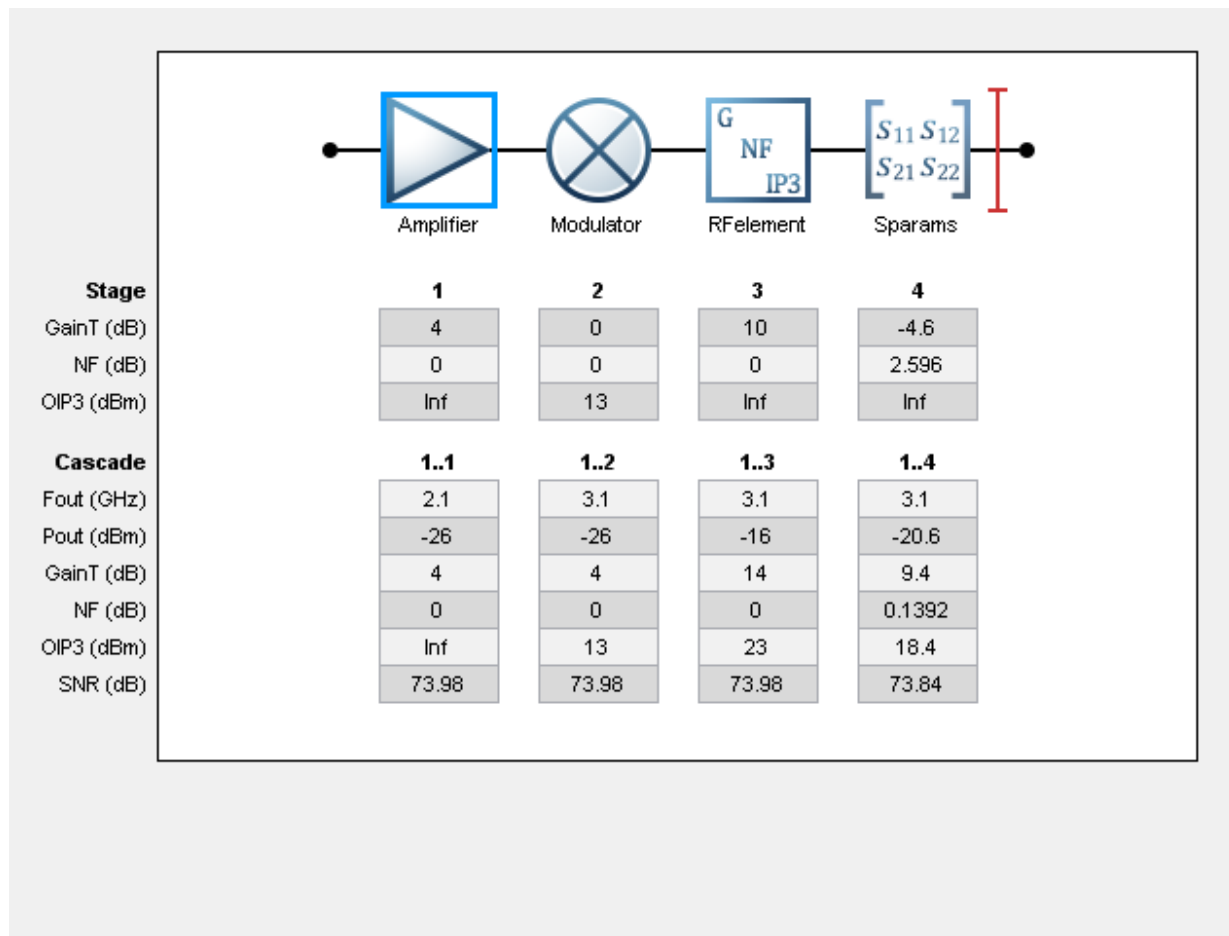 G
NF
IP3
S11 S12
S21 S22
Amplifier Modulator RFelement Sparams
Stage 1 2 3 4
GainT (dB) 4 0 10 -4.6
NF (dB) 0 0 0 2.596
OIP3 (dBm) Inf 13 Inf Inf
Cascade 1..1 1..2 1..3 1..4
Fout (GHz) 2.1 3.1 3.1 3.1
Pout (dBm) -26 -26 -16 -20.6
GainT (dB) 4 4 14 9.4
NF (dB) 0 0 0 0.1392
OIP3 (dBm) Inf 13 23 18.4
SNR (dB) 73.98 73.98 73.98 73.84